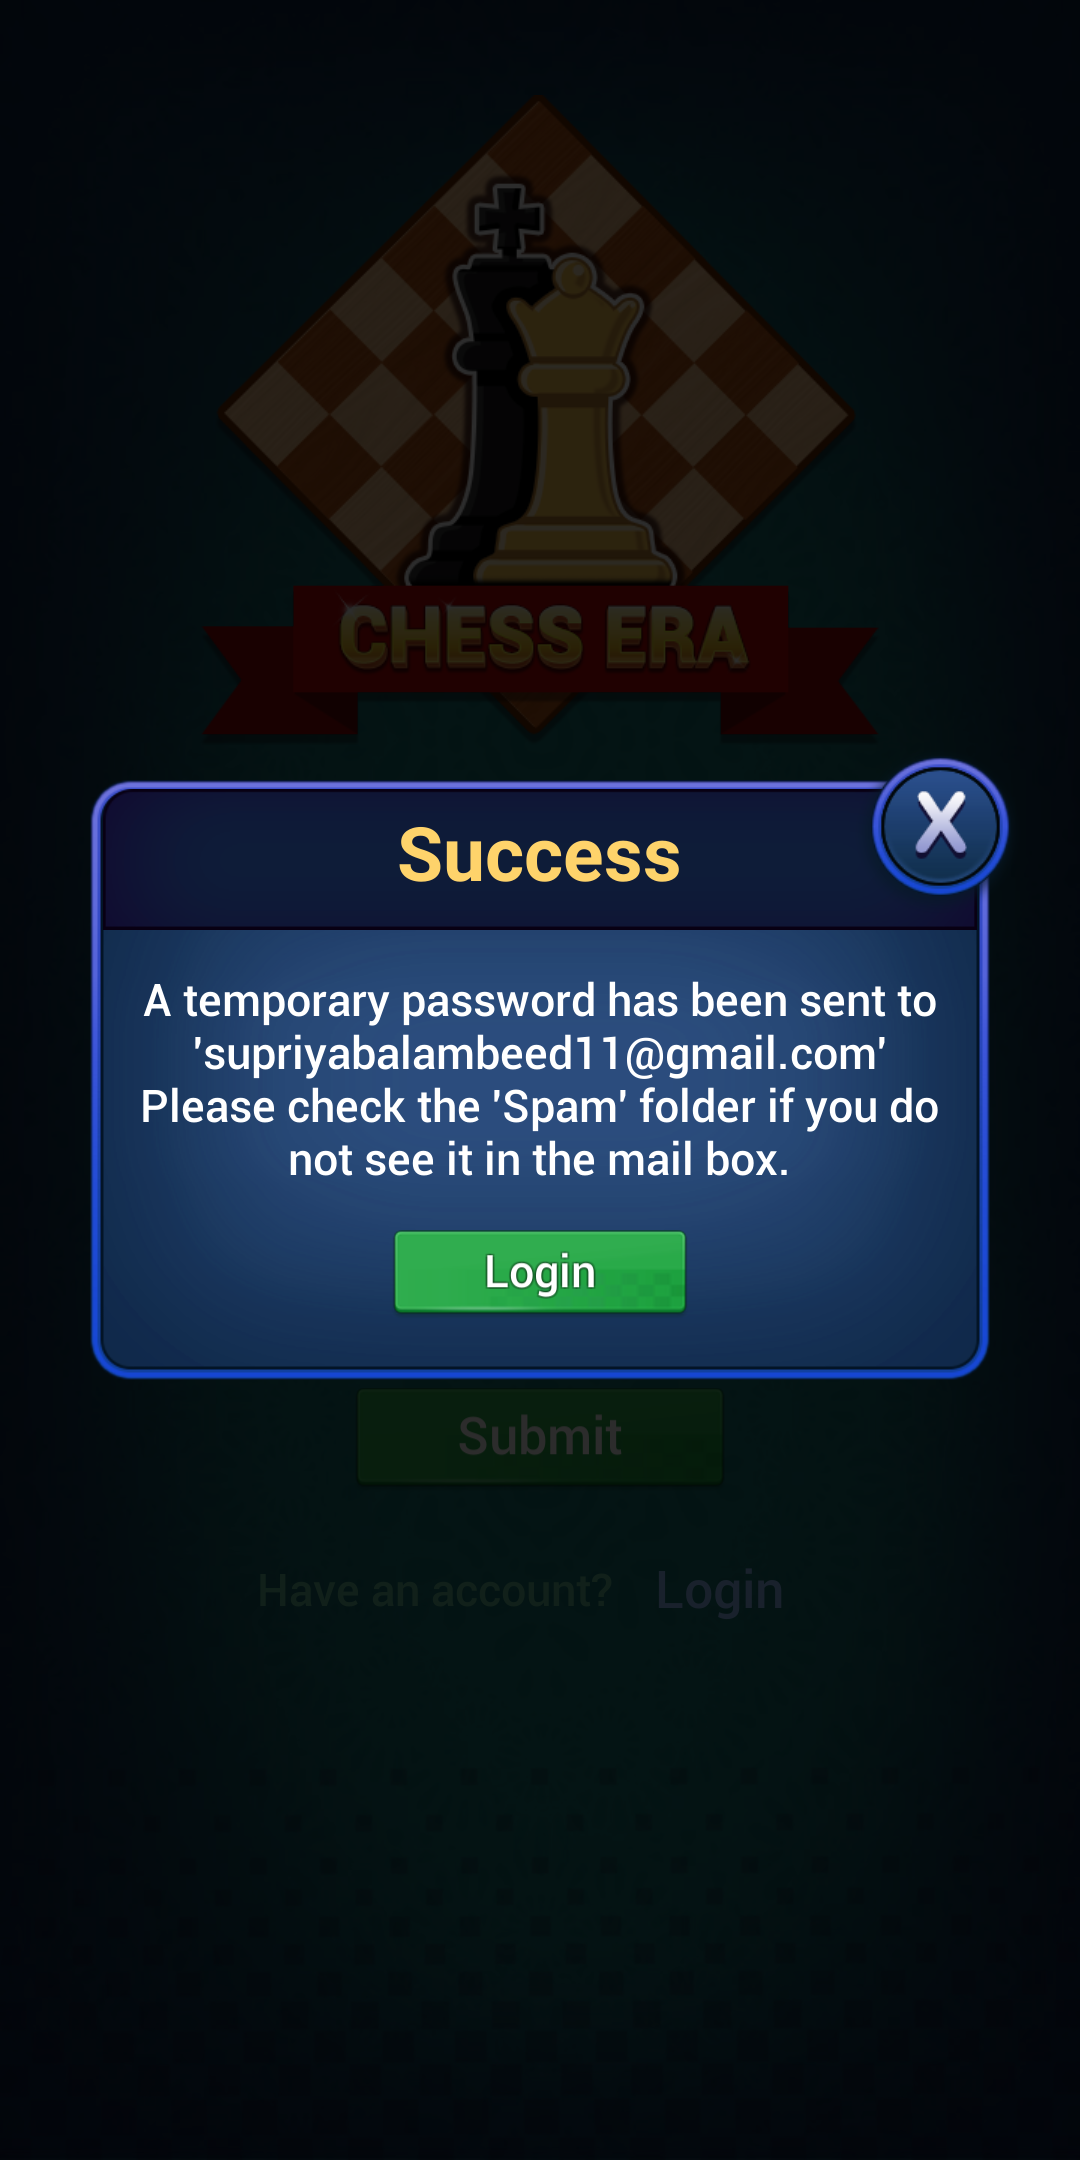 CHESS ERA
Success
X
A temporary password has been sent to
'supriyabalambeed11@gmail.com'
Please check the 'Spam' folder if you do
not see it in the mail box.
Login
Submit
Have an account? Login